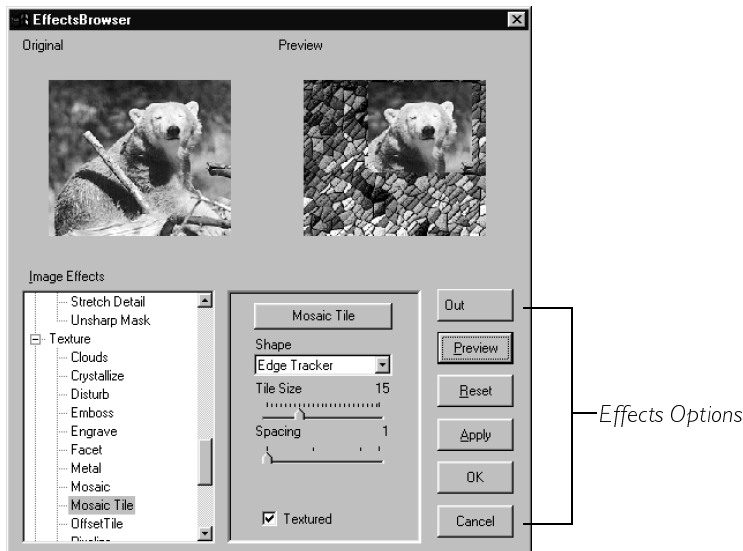 EffectsBrowser
Original
Preview
Image Effects
Stretch Detail
Unsharp Mask
Texture
Clouds
Crystallize
Disturb
Emboss
Engrave
Facet
Metal
Mosaic
Mosaic Tile
OffsetTile
Pixelize
Mosaic Tile
Shape
Edge Tracker
Tile Size 15
Spacing 1
Textured
Out
Preview
Reset
Apply
OK
Cancel
Effects Options